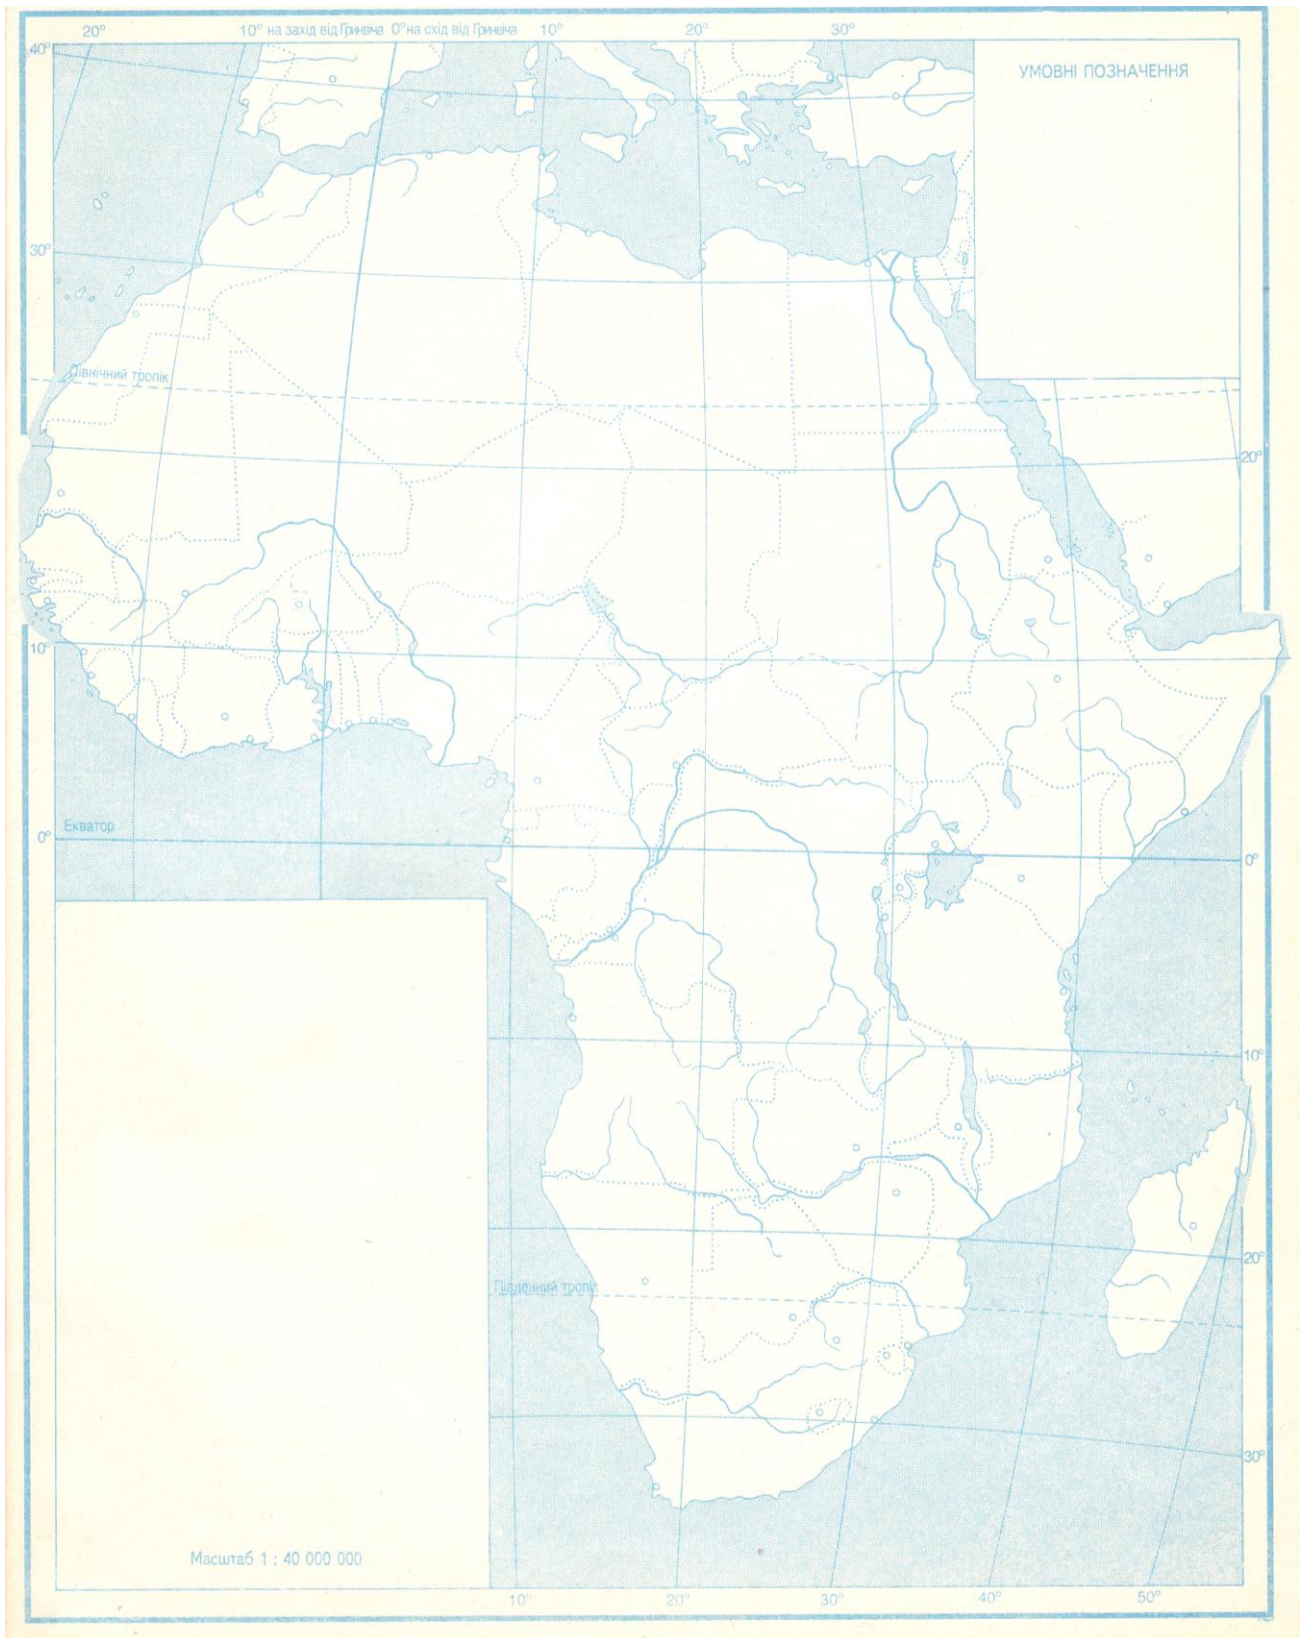 20° 10° на захід від Гринвіча 0° на схід від Гринвіча 10° 20° 30°
40°
УМОВНІ ПОЗНАЧЕННЯ
30°
Північний тропік
20°
10°
Екватор
0°
0°
10°
20°
Південний тропік
30°
Масштаб 1 : 40 000 000
10° 20° 30° 40° 50°